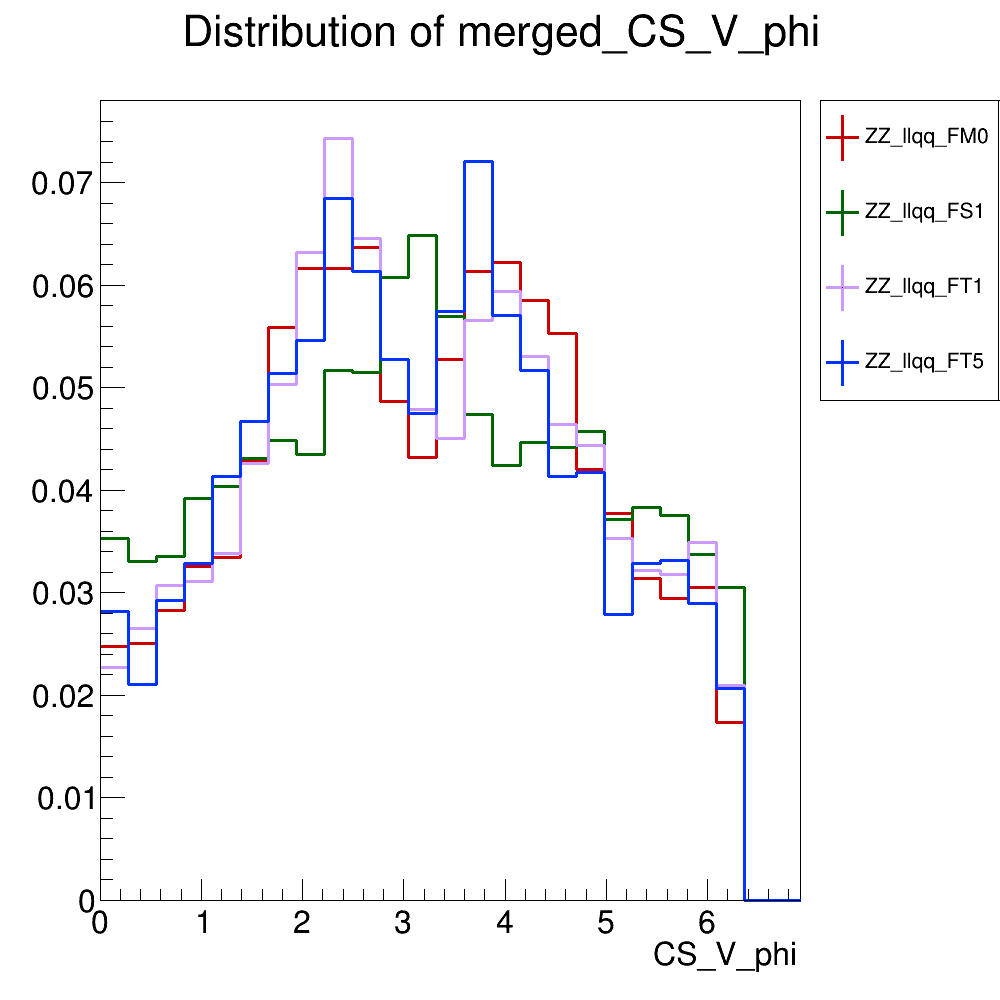 Distribution of merged_CS_V_phi
ZZ_llqq_FM0
ZZ_llqq_FS1
ZZ_llqq_FT1
ZZ_llqq_FT5
0.07
0.06
0.05
0.04
0.03
0.02
0.01
0
0 1 2 3 4 5 6
CS_V_phi